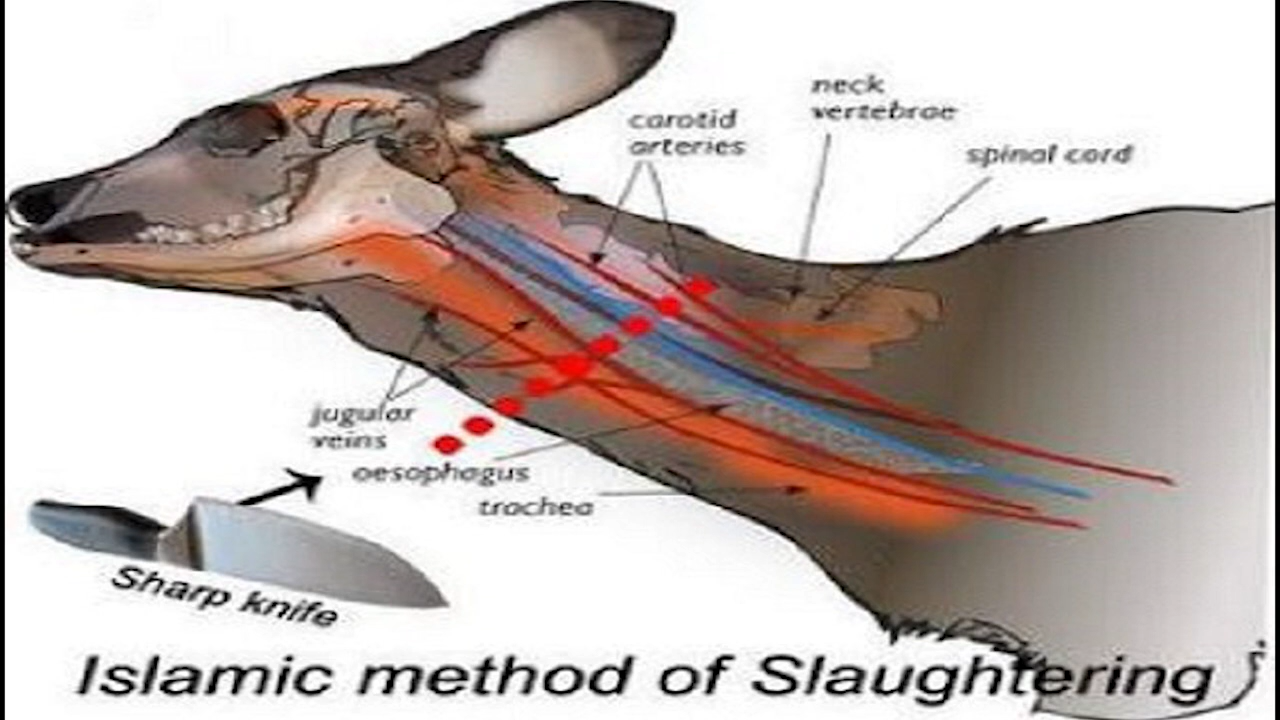 neck
vertebrae
carotid
arteries
spinal cord
jugular
veins
oesophagus
trachea
Sharp knife
Islamic method of Slaughtering